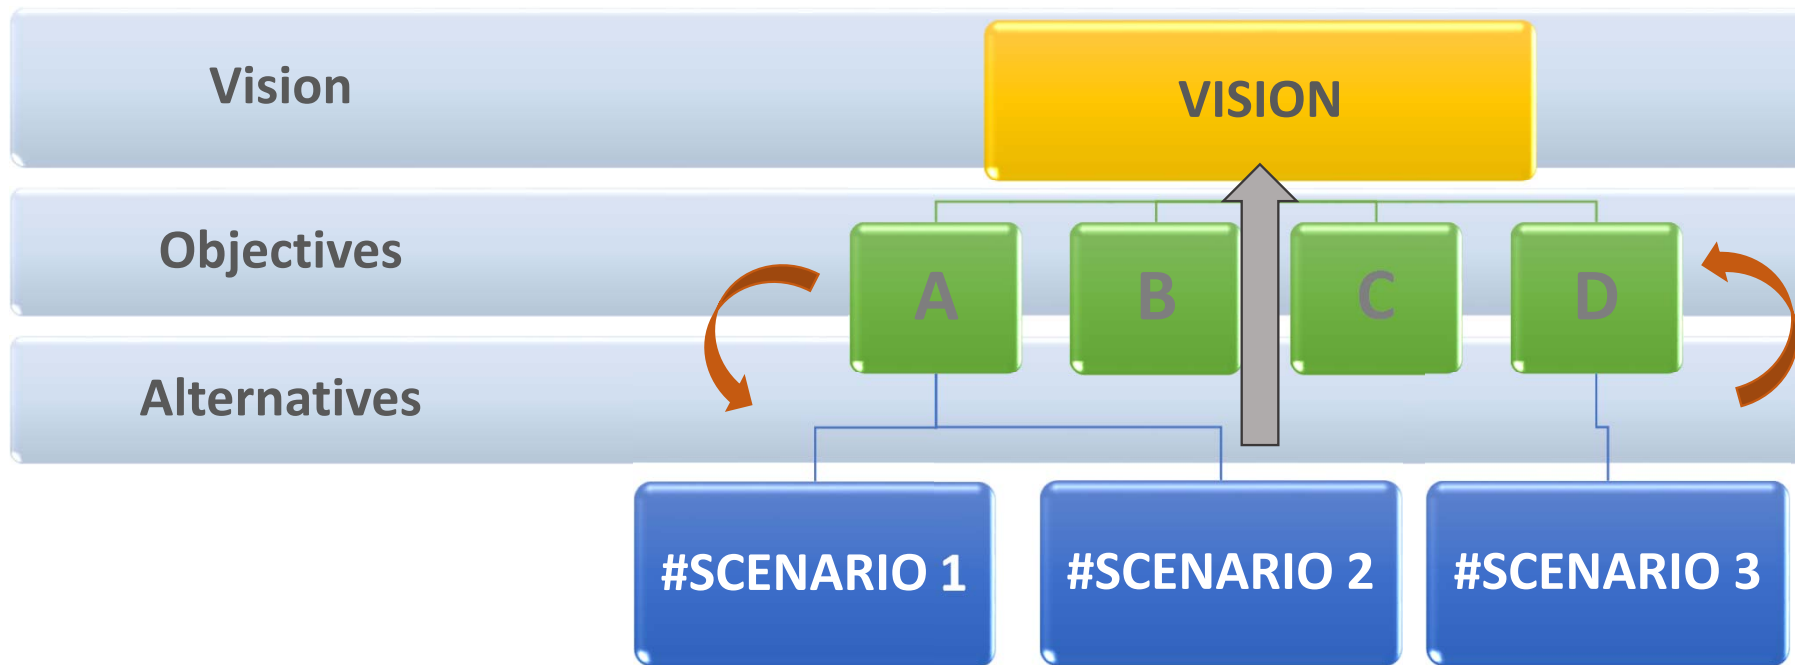 Vision
VISION
Objectives
A
B
C
D
Alternatives
#SCENARIO 1
#SCENARIO 2
#SCENARIO 3